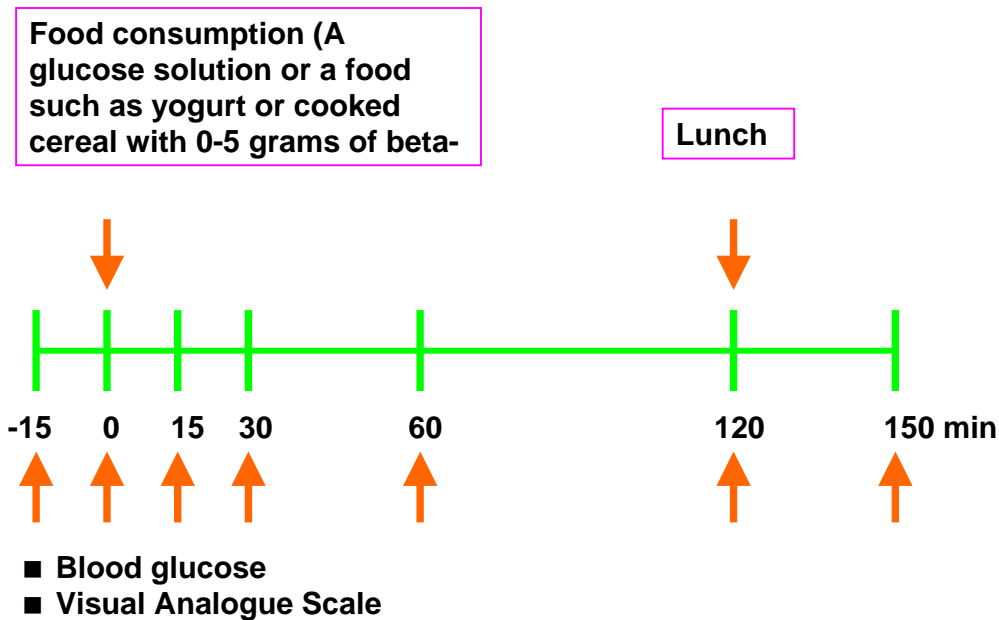 Food consumption (A
glucose solution or a food
such as yogurt or cooked
cereal with 0-5 grams of beta-
Lunch
-15 0 15 30 60 120 150 min
■ Blood glucose
■ Visual Analogue Scale